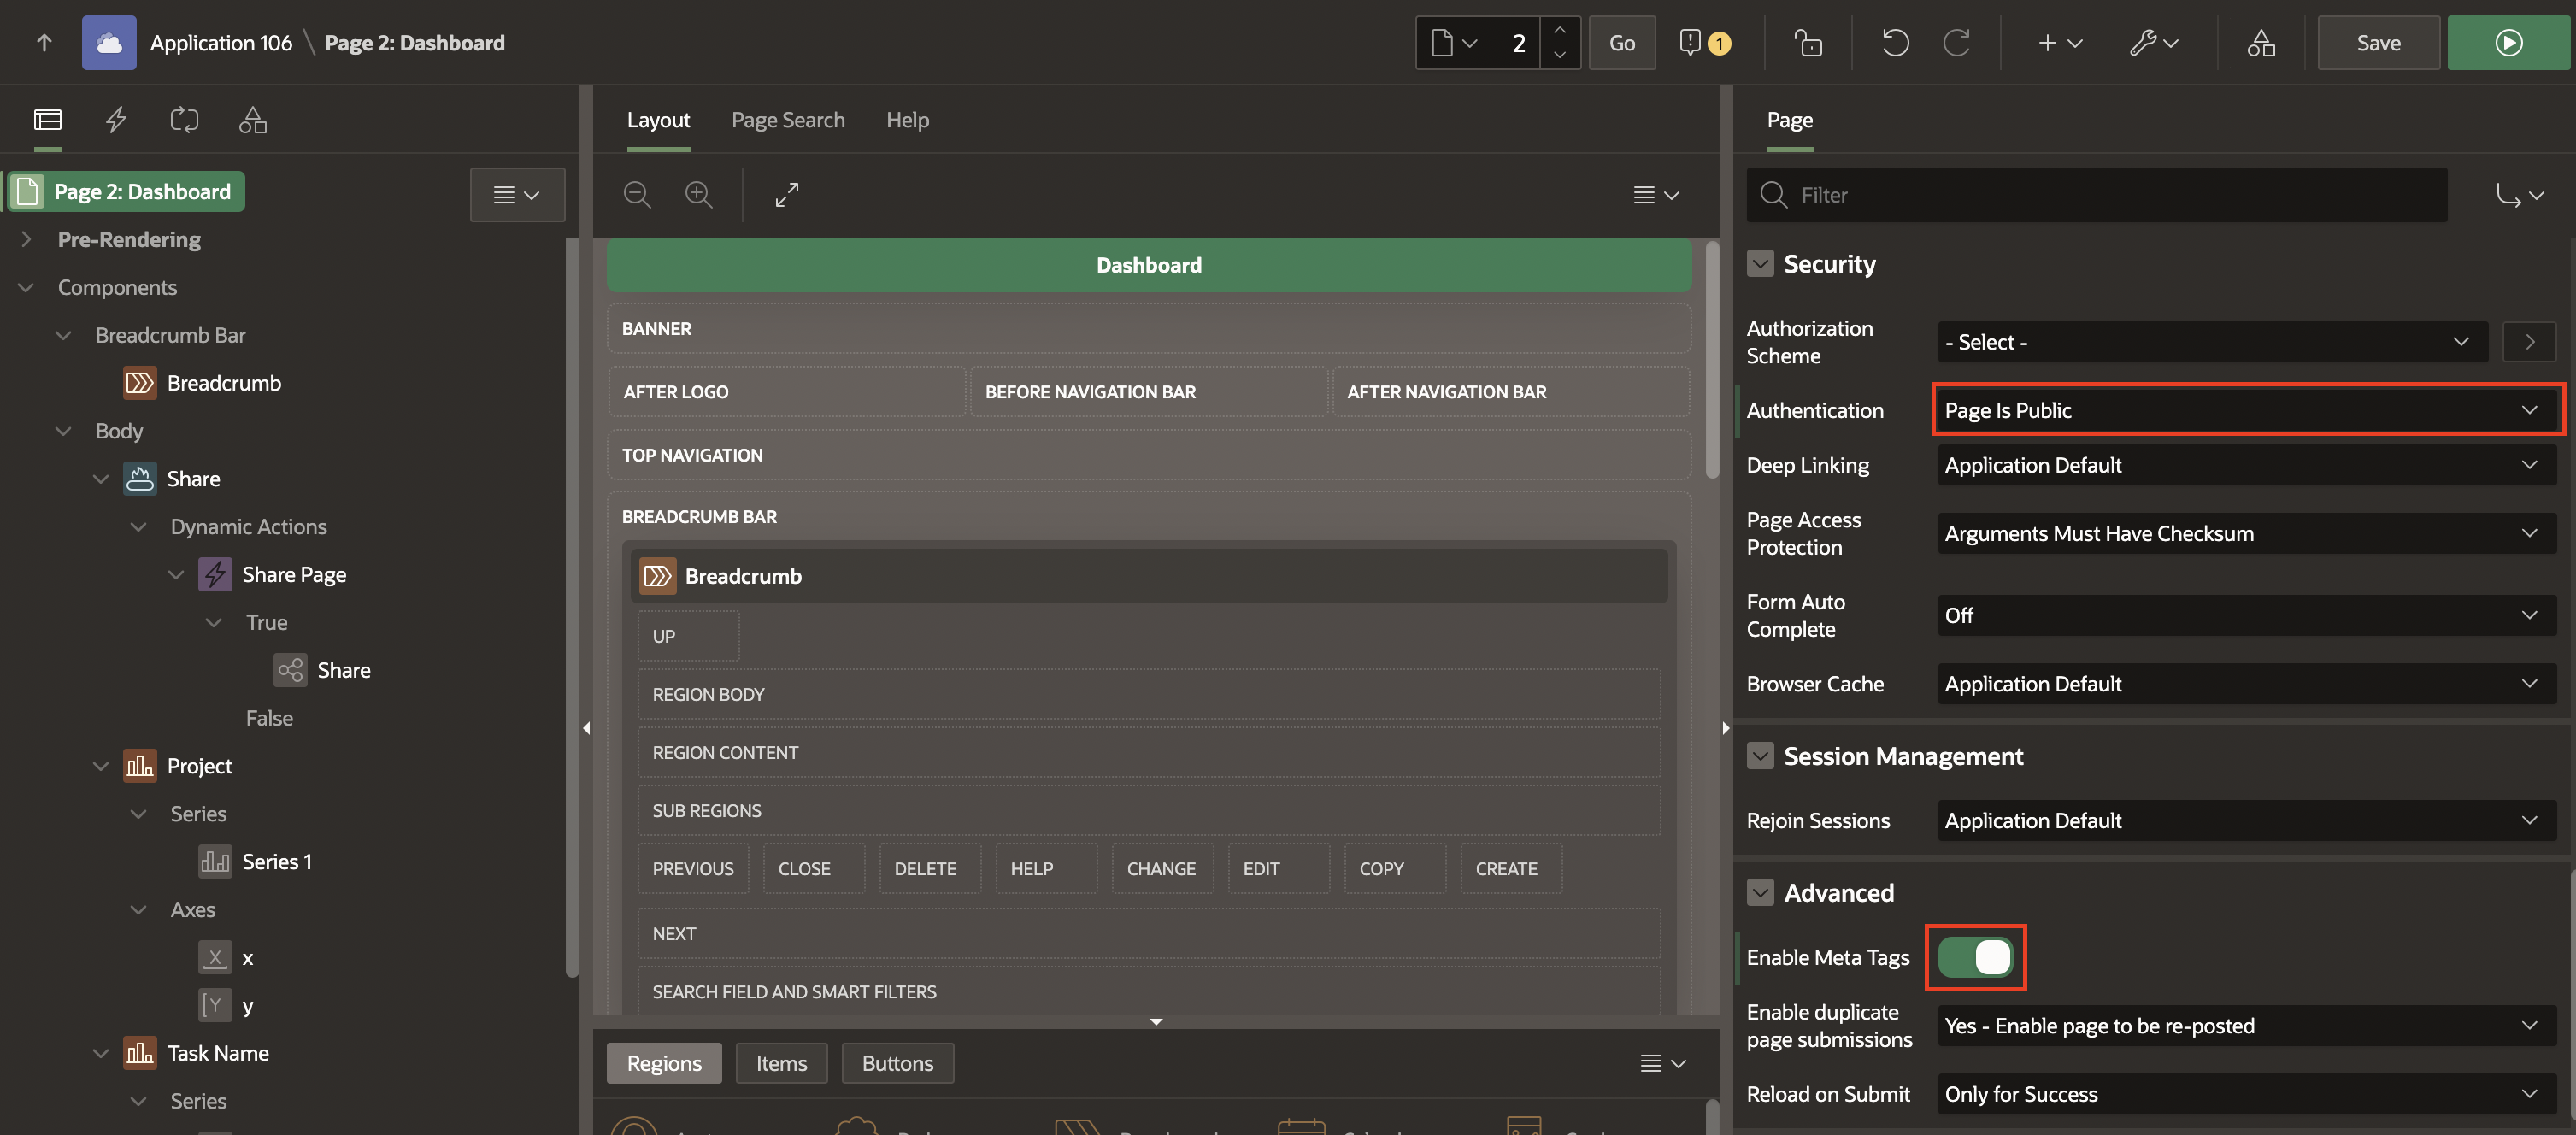 Application 106 \ Page 2: Dashboard
2
Go
1
Save
Page 2: Dashboard
Pre-Rendering
Components
Breadcrumb Bar
Breadcrumb
Body
Share
Dynamic Actions
Share Page
True
Share
False
Project
Series
Series 1
Axes
X x
Y y
Task Name
Series
Layout Page Search Help
Dashboard
BANNER
AFTER LOGO BEFORE NAVIGATION BAR AFTER NAVIGATION BAR
TOP NAVIGATION
BREADCRUMB BAR
Breadcrumb
UP
REGION BODY
REGION CONTENT
SUB REGIONS
PREVIOUS CLOSE DELETE HELP CHANGE EDIT COPY CREATE
NEXT
SEARCH FIELD AND SMART FILTERS
Regions Items Buttons
Page
Filter
Security
Authorization
Scheme
- Select -
Authentication Page Is Public
Deep Linking Application Default
Page Access
Protection
Arguments Must Have Checksum
Form Auto
Complete
Off
Browser Cache Application Default
Session Management
Rejoin Sessions Application Default
Advanced
Enable Meta Tags
Enable duplicate
page submissions
Yes - Enable page to be re-posted
Reload on Submit Only for Success